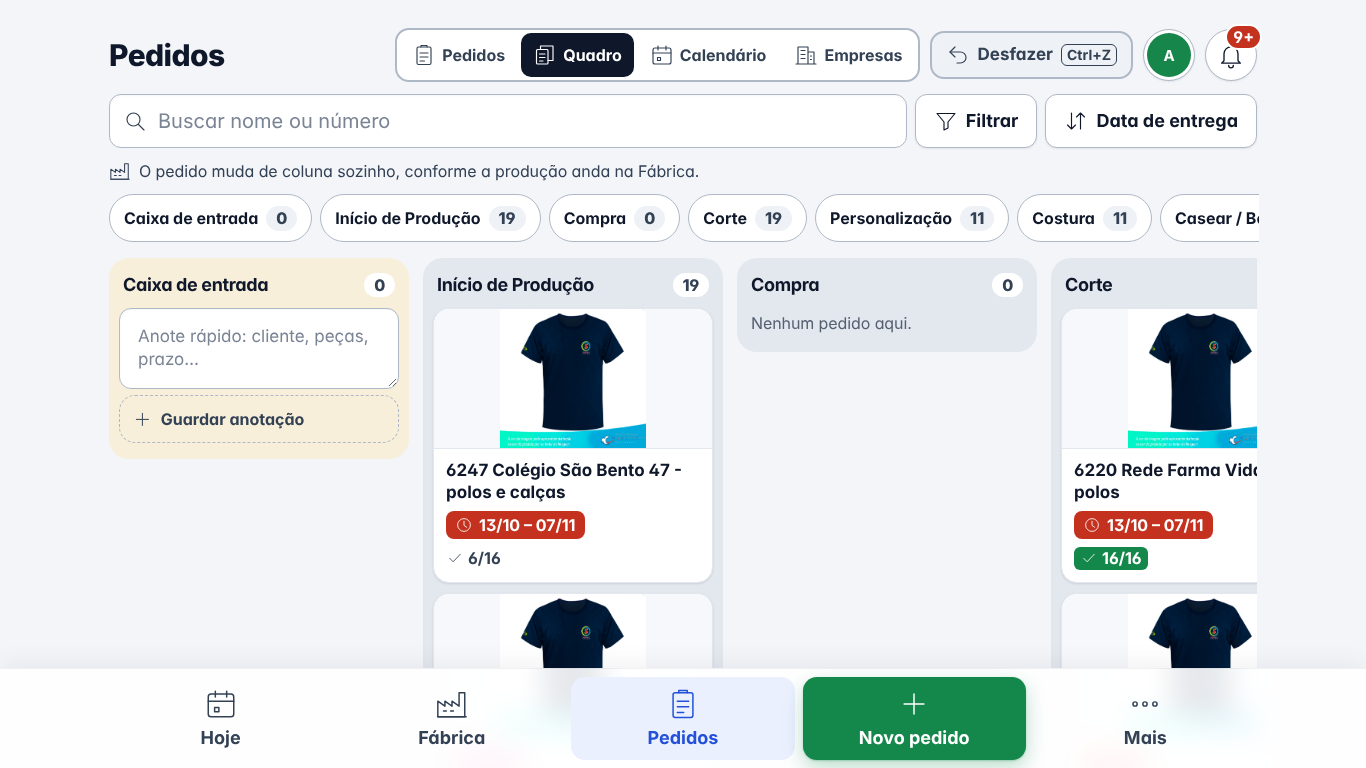 Pedidos
Pedidos
Quadro
Calendário
Empresas
Desfazer Ctrl+Z
A
9+
Buscar nome ou número
Filtrar
Data de entrega
O pedido muda de coluna sozinho, conforme a produção anda na Fábrica.
Caixa de entrada 0
Início de Produção 19
Compra 0
Corte 19
Personalização 11
Costura 11
Casear / B
Caixa de entrada 0
Anote rápido: cliente, peças,
prazo...
Guardar anotação
Início de Produção 19
6247 Colégio São Bento 47 -
polos e calças
13/10 – 07/11
6/16
Compra 0
Nenhum pedido aqui.
Corte
6220 Rede Farma Vida
polos
13/10 – 07/11
16/16
Hoje
Fábrica
Pedidos
Novo pedido
Mais